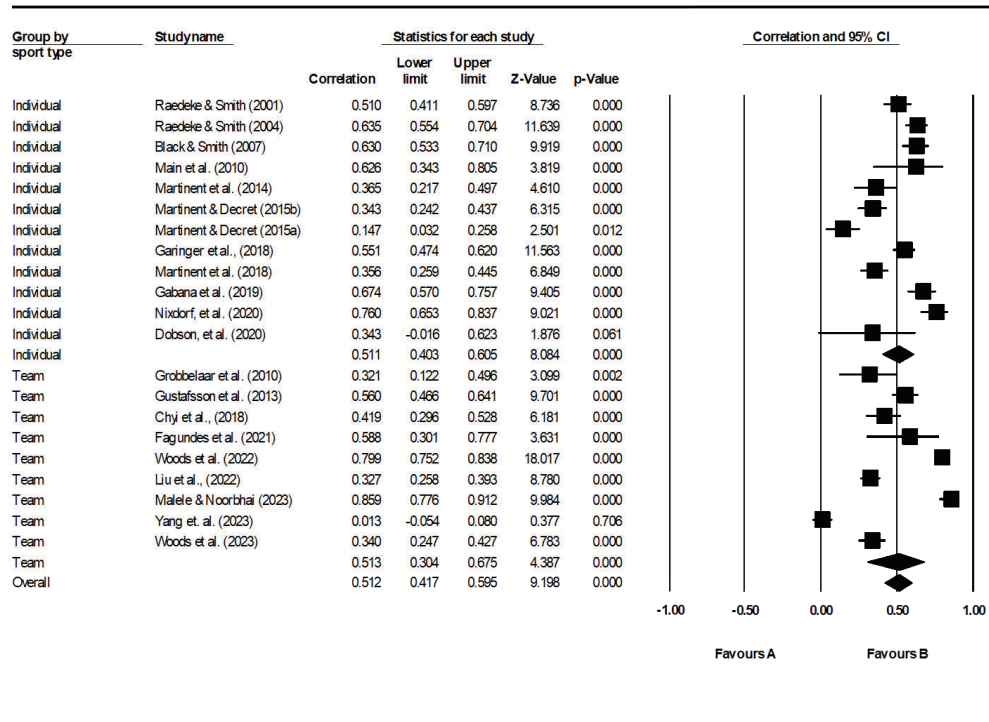 Group by sport type Studyname Statistics for each study Correlation and 95% CI
Correlation Lower limit Upper limit Z-Value p-Value
Individual Raedeke & Smith (2001) 0.510 0.411 0.597 8.736 0.000
Individual Raedeke & Smith (2004) 0.635 0.554 0.704 11.639 0.000
Individual Black & Smith (2007) 0.630 0.533 0.710 9.919 0.000
Individual Main et al. (2010) 0.626 0.343 0.805 3.819 0.000
Individual Martinent et al. (2014) 0.365 0.217 0.497 4.610 0.000
Individual Martinent & Decret (2015b) 0.343 0.242 0.437 6.315 0.000
Individual Martinent & Decret (2015a) 0.147 0.032 0.258 2.501 0.012
Individual Garinger et al., (2018) 0.551 0.474 0.620 11.563 0.000
Individual Martinent et al. (2018) 0.356 0.259 0.445 6.849 0.000
Individual Gabana et al. (2019) 0.674 0.570 0.757 9.405 0.000
Individual Nixdorf, et al. (2020) 0.760 0.653 0.837 9.021 0.000
Individual Dobson, et al. (2020) 0.343 -0.016 0.623 1.876 0.061
Individual 0.511 0.403 0.605 8.084 0.000
Team Grobbelaar et al. (2010) 0.321 0.122 0.496 3.099 0.002
Team Gustafsson et al. (2013) 0.560 0.466 0.641 9.701 0.000
Team Chyi et al., (2018) 0.419 0.296 0.528 6.181 0.000
Team Fagundes et al. (2021) 0.588 0.301 0.777 3.631 0.000
Team Woods et al. (2022) 0.799 0.752 0.838 18.017 0.000
Team Liu et al., (2022) 0.327 0.258 0.393 8.780 0.000
Team Malele & Noorbhai (2023) 0.859 0.776 0.912 9.984 0.000
Team Yang et. al. (2023) 0.013 -0.054 0.080 0.377 0.706
Team Woods et al. (2023) 0.340 0.247 0.427 6.783 0.000
Team 0.513 0.304 0.675 4.387 0.000
Overall 0.512 0.417 0.595 9.198 0.000
-1.00 -0.50 0.00 0.50 1.00
Favours A Favours B